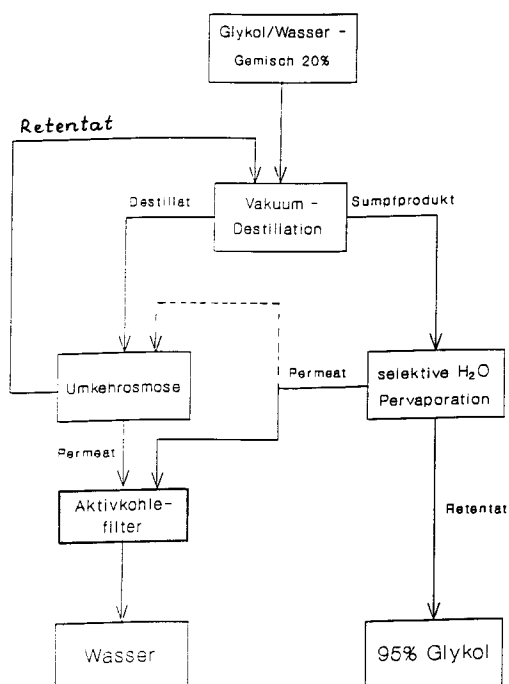 Glykol/Wasser -
Gemisch 20%
Retentat
Destillat
Vakuum -
Destillation
Sumpfprodukt
Umkehrosmose
Permeat
selektive H₂O
Pervaporation
Permeat
Aktivkohle-
filter
Retentat
Wasser
95% Glykol